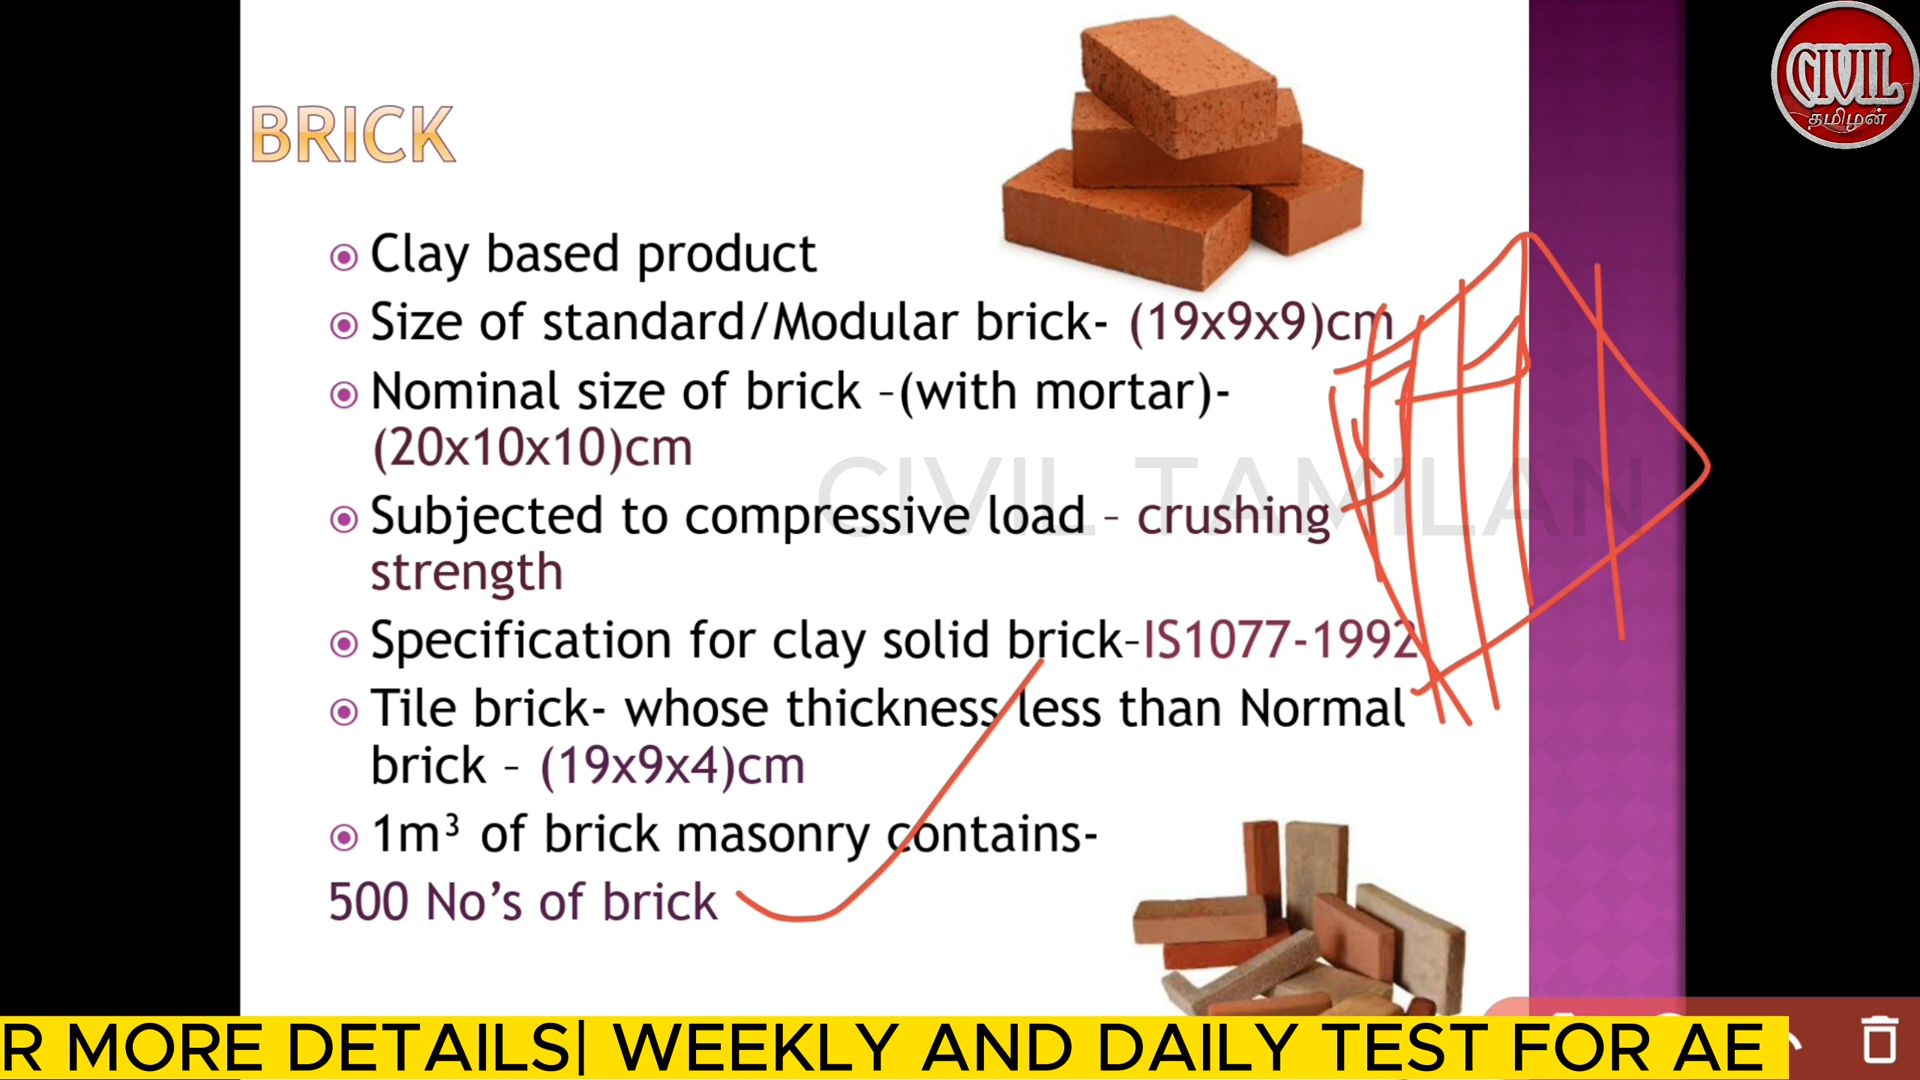 CIVIL
தமிழன்
BRICK
Clay based product
Size of standard/Modular brick- (19x9x9)cm
Nominal size of brick –(with mortar)-
(20x10x10)cm
Subjected to compressive load – crushing
strength
CIVIL TAMILAN
Specification for clay solid brick–IS1077-1992
Tile brick- whose thickness less than Normal
brick – (19x9x4)cm
1m³ of brick masonry contains-
500 No’s of brick
R MORE DETAILS| WEEKLY AND DAILY TEST FOR AE